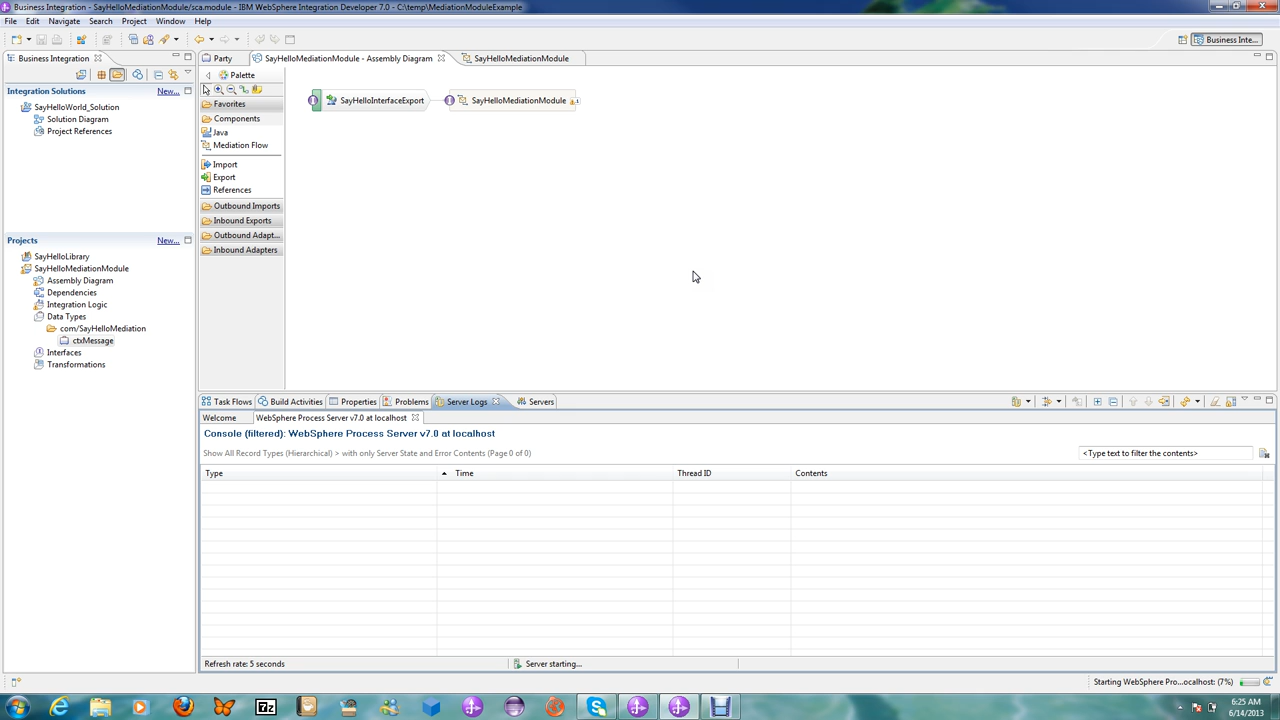 Business Integration - SayHelloMediationModule/sca.module - IBM WebSphere Integration Developer 7.0 - C:\temp\MediationModuleExample
File Edit Navigate Search Project Window Help
Business Inte...
Business Integration
Integration Solutions New...
SayHelloWorld_Solution
Solution Diagram
Project References
Projects New...
SayHelloLibrary
SayHelloMediationModule
Assembly Diagram
Dependencies
Integration Logic
Data Types
com/SayHelloMediation
ctxMessage
Interfaces
Transformations
Party SayHelloMediationModule - Assembly Diagram SayHelloMediationModule
Palette
Favorites
Components
Java
Mediation Flow
Import
Export
References
Outbound Imports
Inbound Exports
Outbound Adapt...
Inbound Adapters
SayHelloInterfaceExport SayHelloMediationModule
Task Flows Build Activities Properties Problems Server Logs Servers
Welcome WebSphere Process Server v7.0 at localhost
Console (filtered): WebSphere Process Server v7.0 at localhost
Show All Record Types (Hierarchical) > with only Server State and Error Contents (Page 0 of 0) <Type text to filter the contents>
Type Time Thread ID Contents
Refresh rate: 5 seconds Server starting...
Starting WebSphere Pro...ocalhost: (7%)
7z
6:25 AM
6/14/2013